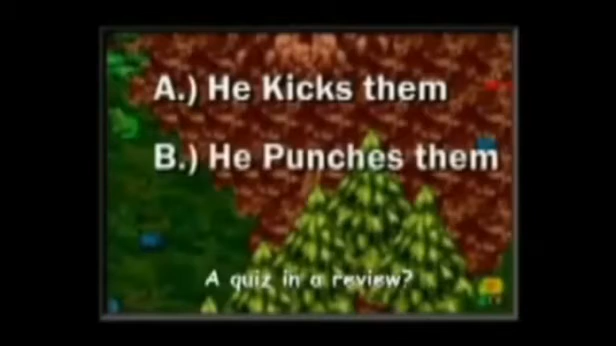 A.) He Kicks them
B.) He Punches them
A quiz in a review?